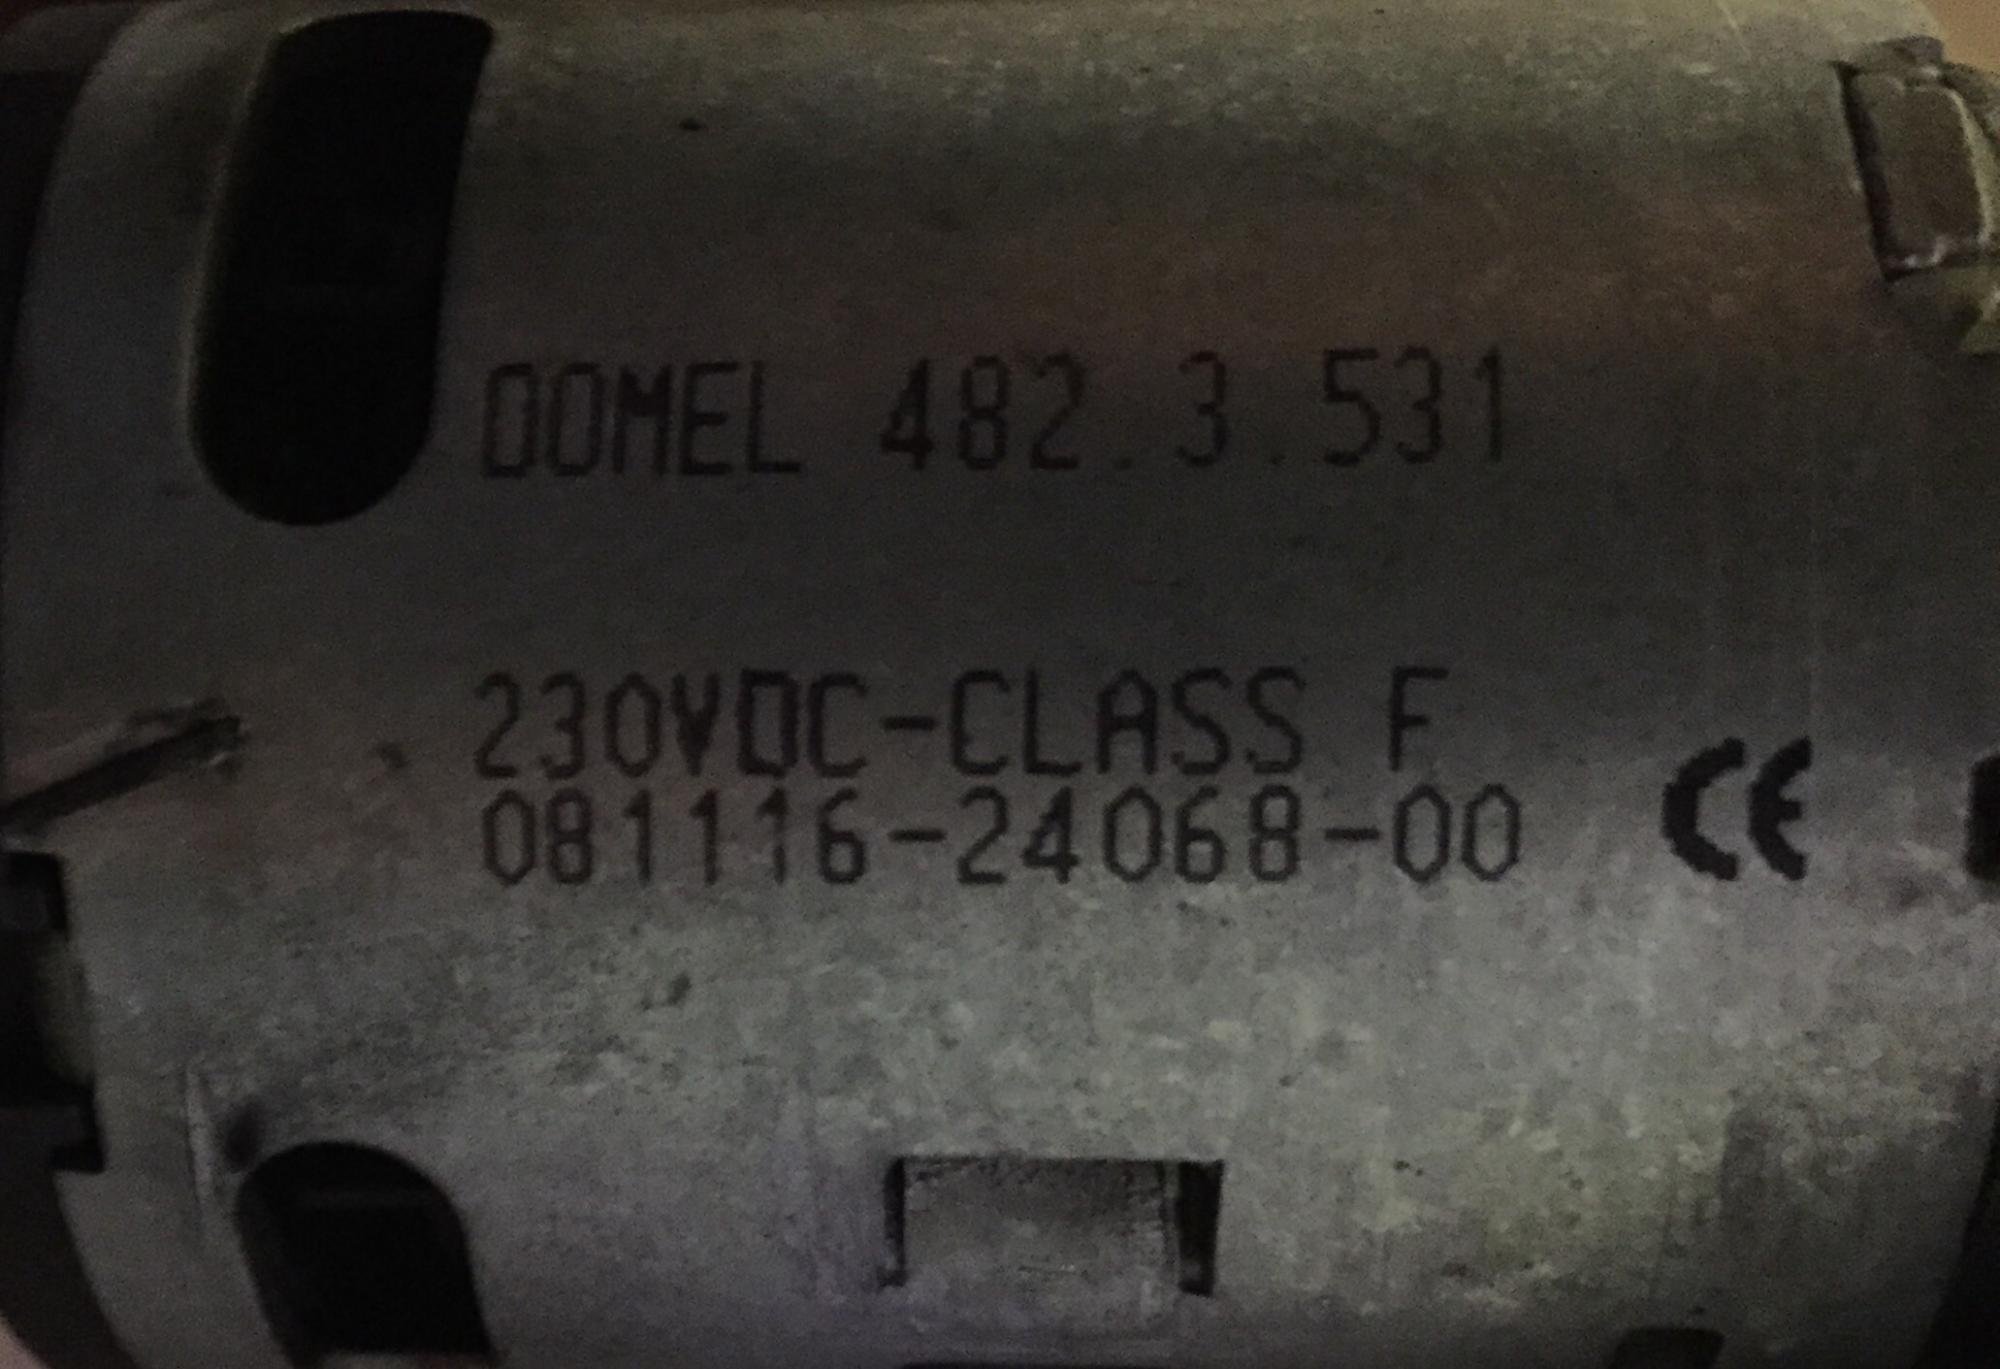 DOMEL 482.3.531
230VDC-CLASS F
081116-24068-00
CE